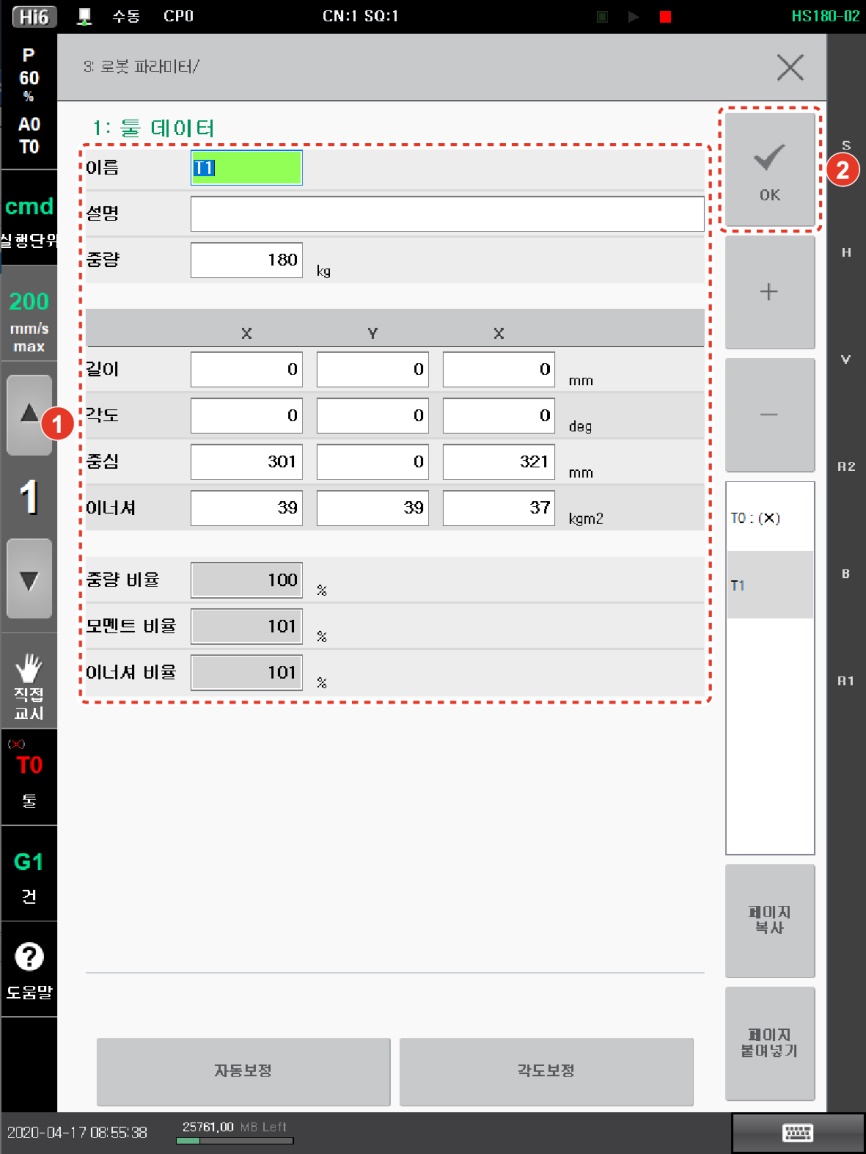 Hi6 수동 CP0 CN:1 SQ:1 HS180-02
P
60
%
A0
T0
cmd
실행단위
200
mm/s
max
1
직접
교시
(X)
T0
툴
G1
건
?
도움말
3: 로봇 파라미터/
1: 툴 데이터
이름 T1
설명
중량 180 kg
X Y X
길이 0 0 0 mm
각도 0 0 0 deg
중심 301 0 321 mm
이너셔 39 39 37 kgm2
중량 비율 100 %
모멘트 비율 101 %
이너셔 비율 101 %
1
자동보정 각도보정
OK
2
+
−
T0 : (X)
T1
페이지
복사
페이지
붙여넣기
S
H
V
R2
B
R1
2020-04-17 08:55:38 25761,00 MB Left